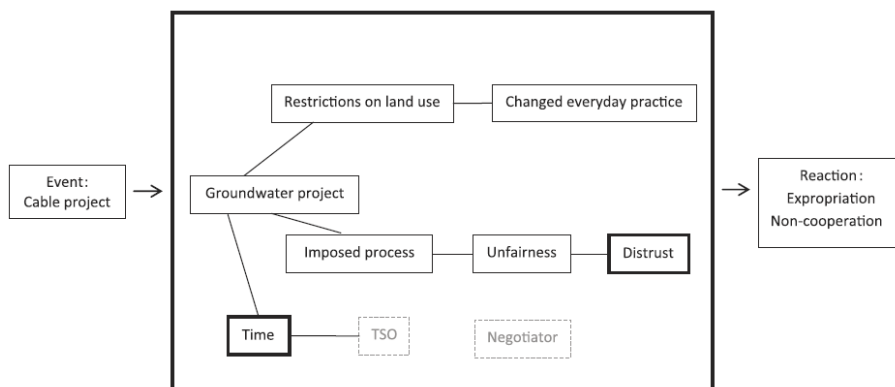 Restrictions on land use
Changed everyday practice
Event:
Cable project
Groundwater project
Reaction:
Expropriation
Non-cooperation
Imposed process
Unfairness
Distrust
Time
TSO
Negotiator